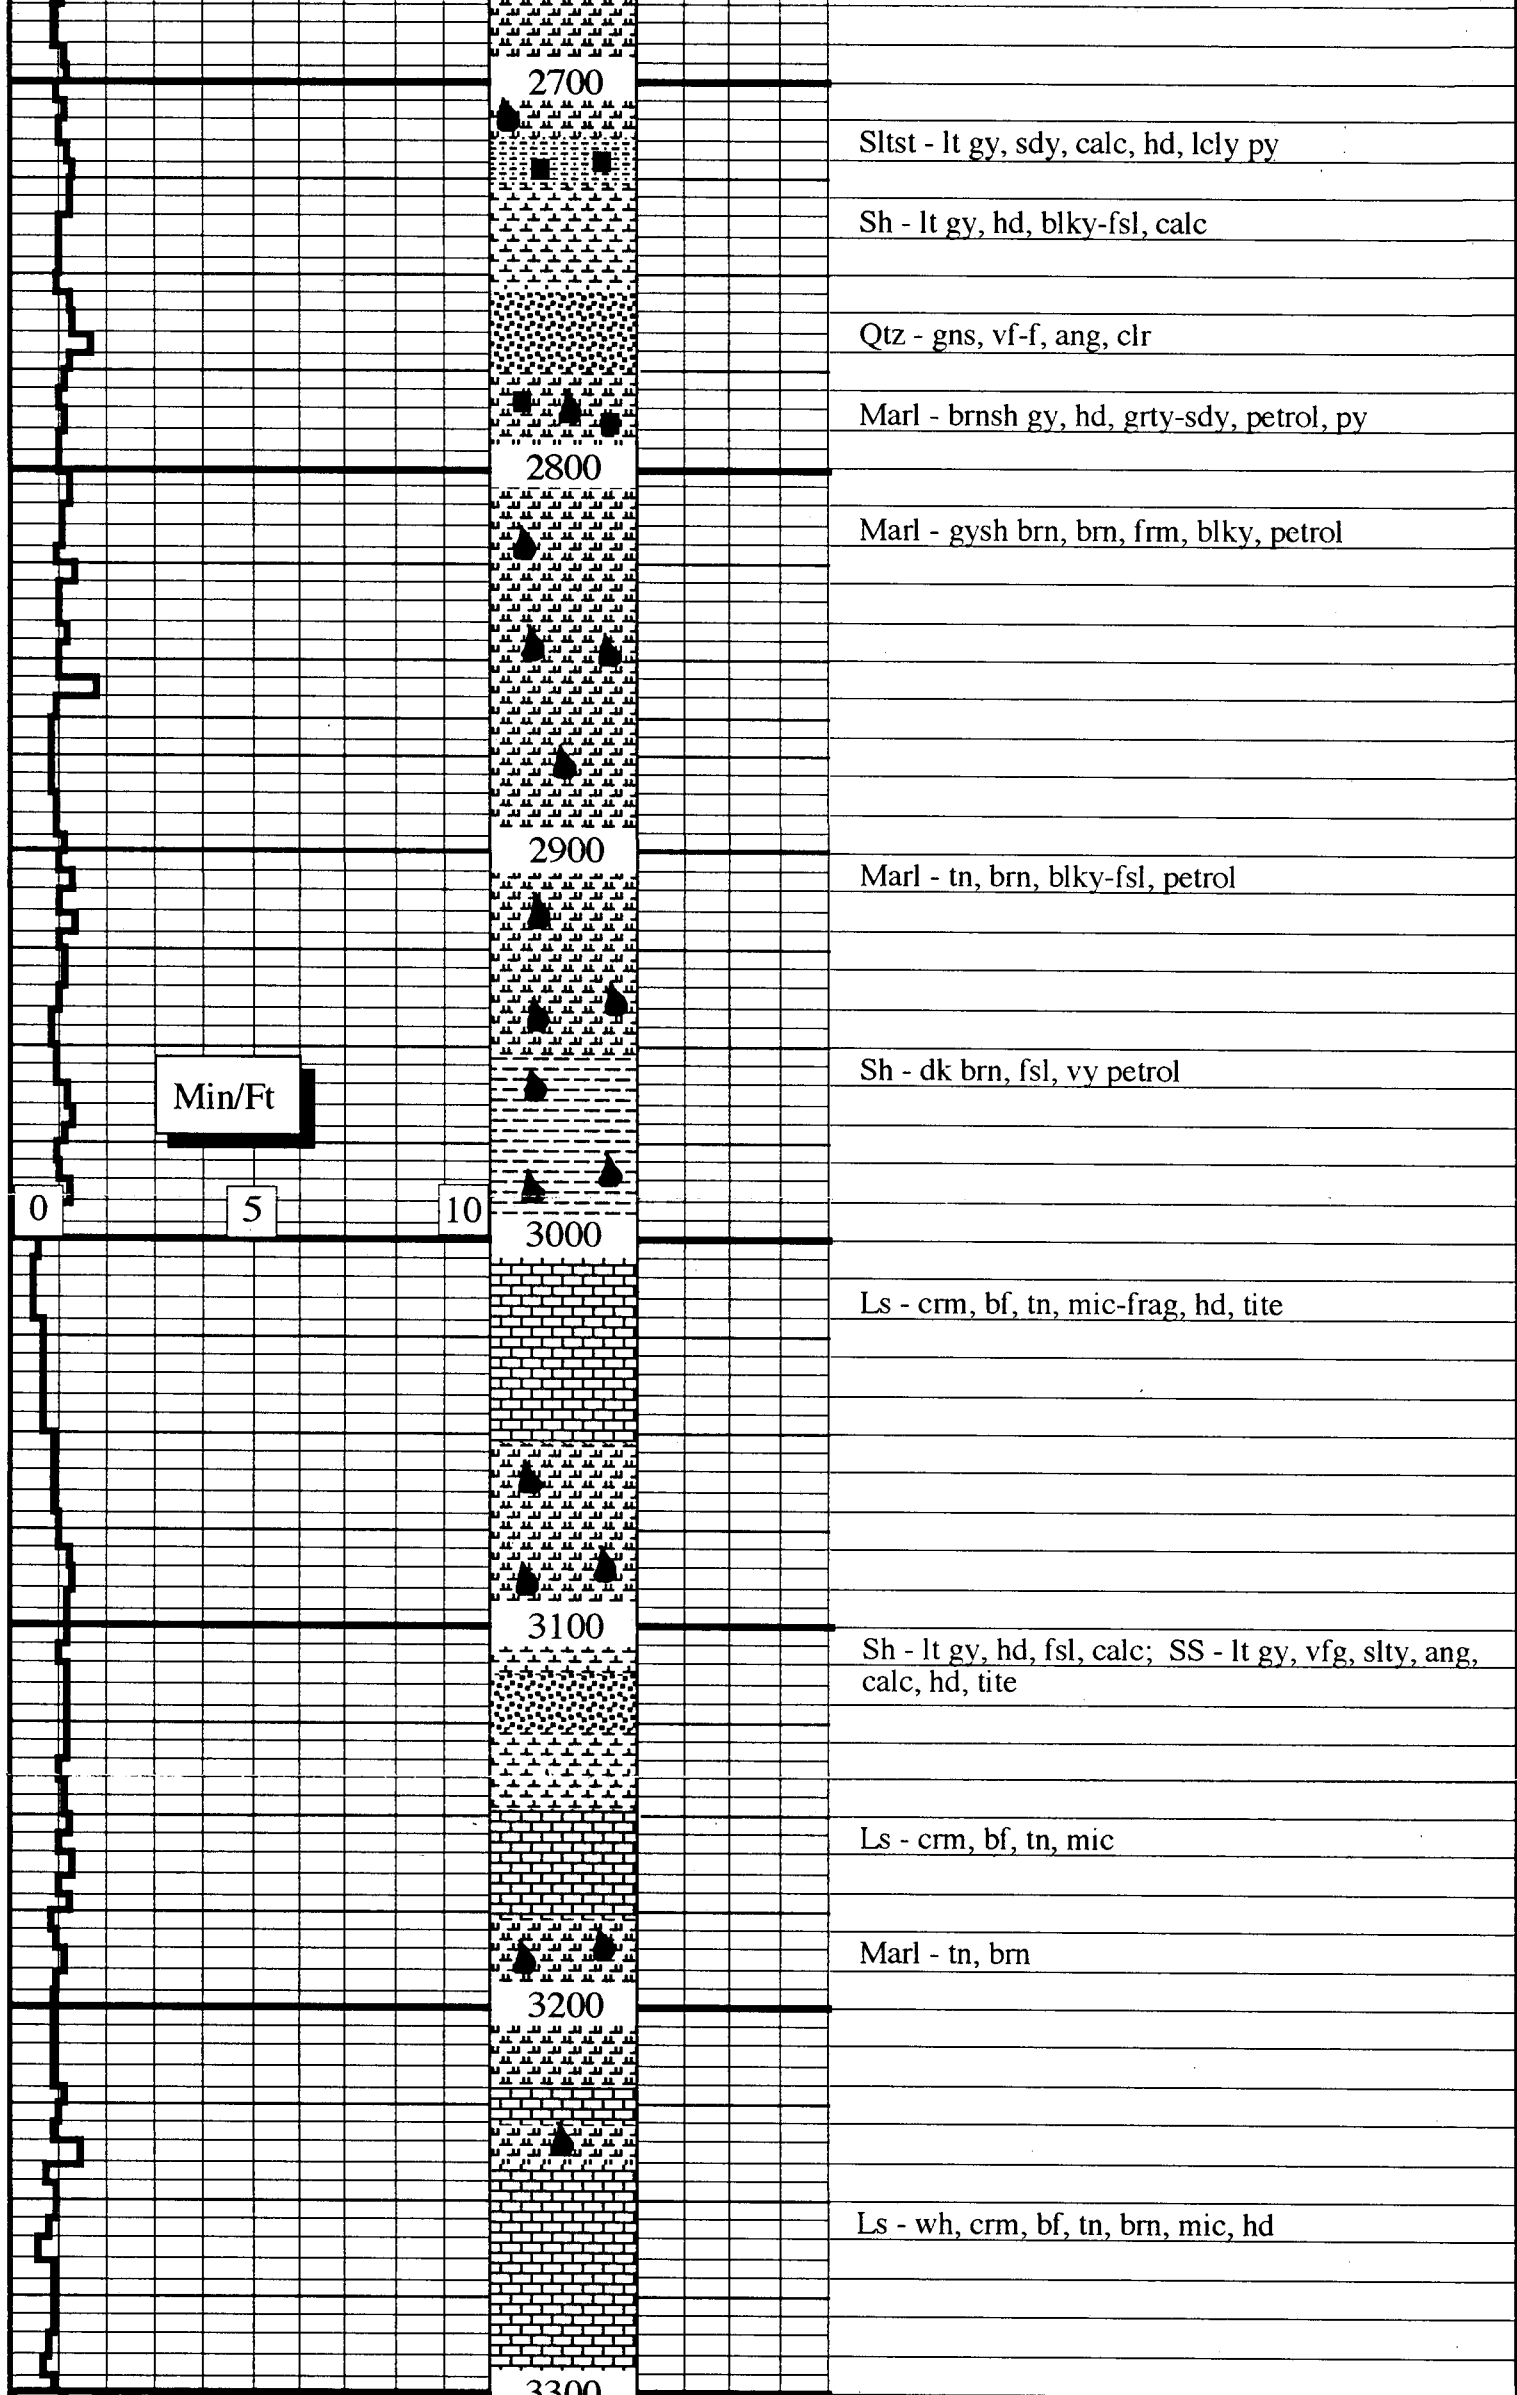 2700
Sltst - lt gy, sdy, calc, hd, lcly py
Sh - lt gy, hd, blky-fsl, calc
Qtz - gns, vf-f, ang, clr
Marl - brnsh gy, hd, grty-sdy, petrol, py
2800
Marl - gysh brn, brn, frm, blky, petrol
2900
Marl - tn, brn, blky-fsl, petrol
Sh - dk brn, fsl, vy petrol
Min/Ft
0 5 10
3000
Ls - crm, bf, tn, mic-frag, hd, tite
3100
Sh - lt gy, hd, fsl, calc; SS - lt gy, vfg, slty, ang,
calc, hd, tite
Ls - crm, bf, tn, mic
Marl - tn, brn
3200
Ls - wh, crm, bf, tn, brn, mic, hd
3300